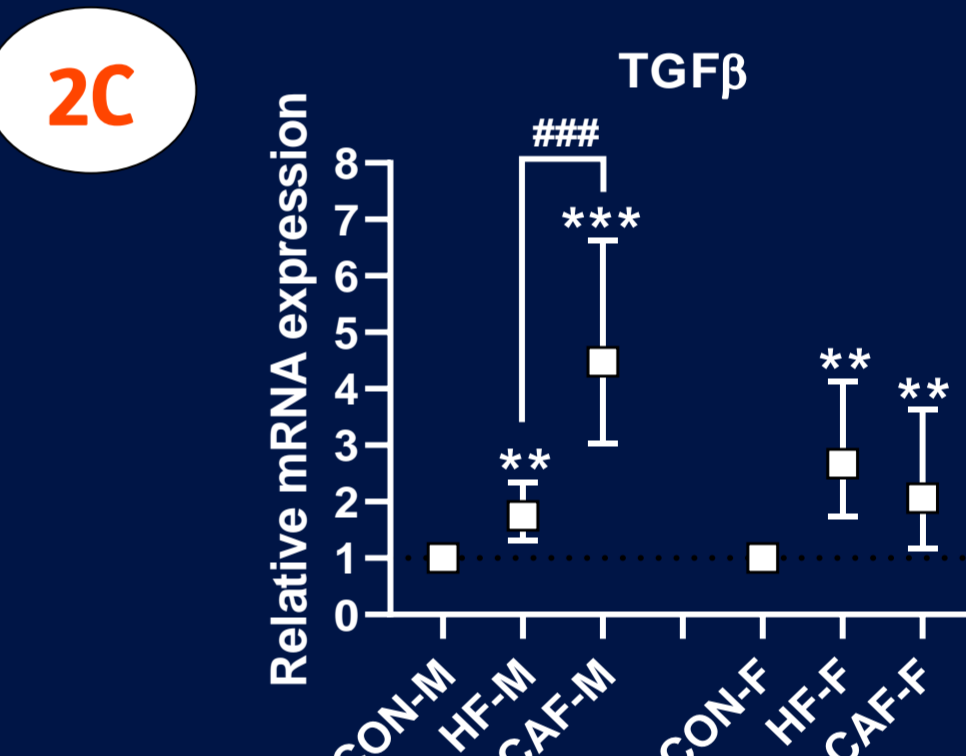 2C
TGFβ
###
Relative mRNA expression
8
7
6
5
4
3
2
1
0
***
**
**
**
CON-M
HF-M
CAF-M
CON-F
HF-F
CAF-F